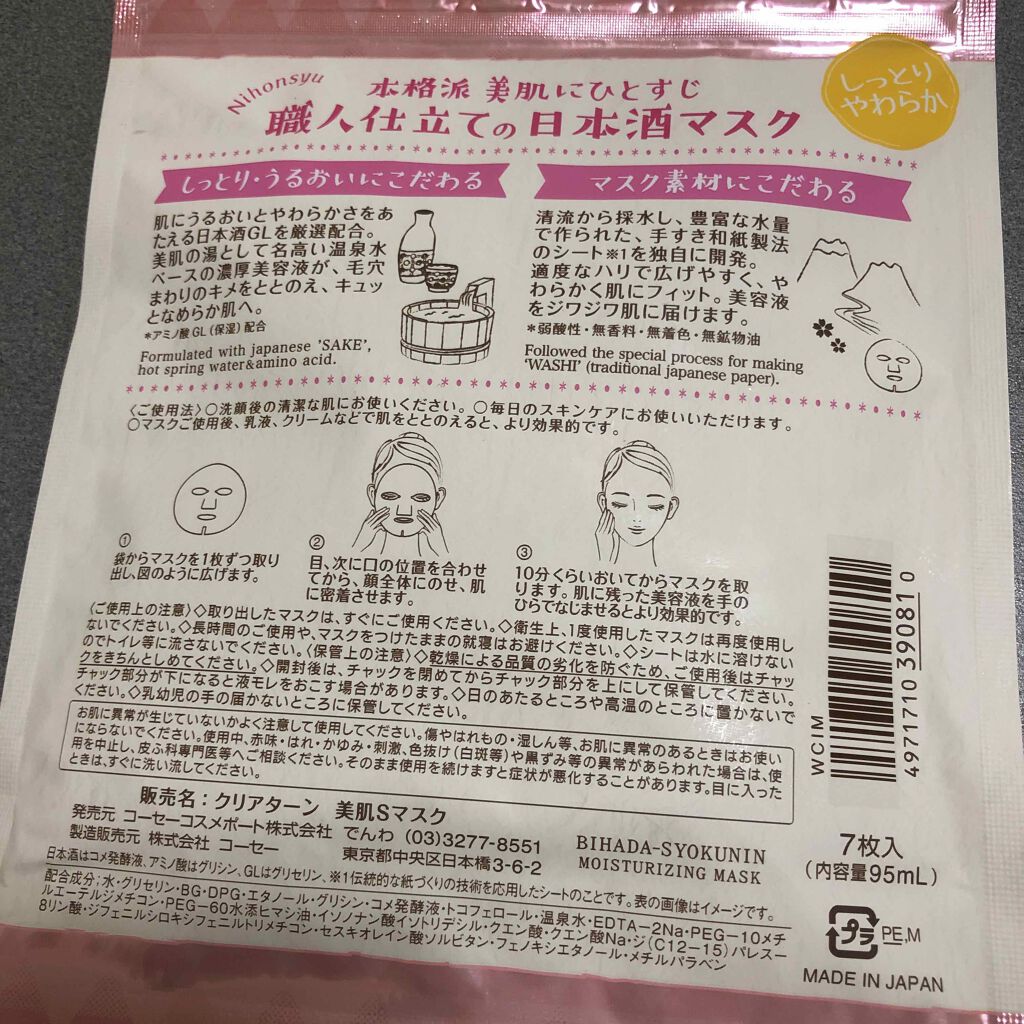 Nihonsyu
本格派 美肌にひとすじ
職人仕立ての日本酒マスク
しっとり
やわらか
しっとり・うるおいにこだわる
肌にうるおいとやわらかさをあ
たえる日本酒GLを厳選配合。
美肌の湯として名高い温泉水
ベースの濃厚美容液が、毛穴
まわりのキメをととのえ、キュッ
となめらか肌へ。
*アミノ酸GL(保湿)配合
Formulated with japanese 'SAKE',
hot spring water&amino acid.
マスク素材にこだわる
清流から採水し、豊富な水量
で作られた、手すき和紙製法
のシート※1を独自に開発。
適度なハリで広げやすく、や
わらかく肌にフィット。美容液
をジワジワ肌に届けます。
*弱酸性・無香料・無着色・無鉱物油
Followed the special process for making
'WASHI' (traditional japanese paper).
〈ご使用法〉○洗顔後の清潔な肌にお使いください。○毎日のスキンケアにお使いいただけます。
○マスクご使用後、乳液、クリームなどで肌をととのえると、より効果的です。
①
袋からマスクを1枚ずつ取り
出し、図のように広げます。
②
目、次に口の位置を合わせ
てから、顔全体にのせ、肌
に密着させます。
③
10分くらいおいてからマスクを取
ります。肌に残った美容液を手の
ひらでなじませるとより効果的です。
〈ご使用上の注意〉◇取り出したマスクは、すぐにご使用ください。◇衛生上、1度使用したマスクは再度使用し
ないでください。◇長時間のご使用や、マスクをつけたままの就寝はお避けください。◇シートは水に溶けない
のでトイレ等に流さないでください。〈保管上の注意〉◇乾燥による品質の劣化を防ぐため、ご使用後はチャッ
クをきちんとしめてください。◇開封後は、チャックを閉めてからチャック部分を上にして保管してください。
チャック部分が下になると液モレをおこす場合があります。◇日のあたるところや高温のところに置かないで
ください。◇乳幼児の手の届かないところに保管してください。
お肌に異常が生じていないかよく注意して使用してください。傷やはれもの・湿しん等、お肌に異常のあるときはお使い
にならないでください。使用中、赤味・はれ・かゆみ・刺激、色抜け(白斑等)や黒ずみ等の異常があらわれた場合は、使
用を中止し、皮ふ科専門医等へご相談ください。そのまま使用を続けますと症状が悪化することがあります。目に入った
ときは、すぐに洗い流してください。
販売名:クリアターン 美肌Sマスク
発売元 コーセーコスメポート株式会社 でんわ (03)3277-8551
製造販売元 株式会社 コーセー 東京都中央区日本橋3-6-2
BIHADA-SYOKUNIN
MOISTURIZING MASK
日本酒はコメ発酵液、アミノ酸はグリシン、GLはグリセリン、※1伝統的な紙づくりの技術を応用したシートのことです。表の画像はイメージです。
配合成分:水・グリセリン・BG・DPG・エタノール・グリシン・コメ発酵液・トコフェロール・温泉水・EDTA-2Na・PEG-10メチ
ルエーテルジメチコン・PEG-60水添ヒマシ油・イソノナン酸イソトリデシル・クエン酸・クエン酸Na・ジ(C12-15)パレス-
8リン酸・ジフェニルシロキシフェニルトリメチコン・セスキオレイン酸ソルビタン・フェノキシエタノール・メチルパラベン
WCIM
4971710390810
7枚入
(内容量95mL)
プラ PE,M
MADE IN JAPAN